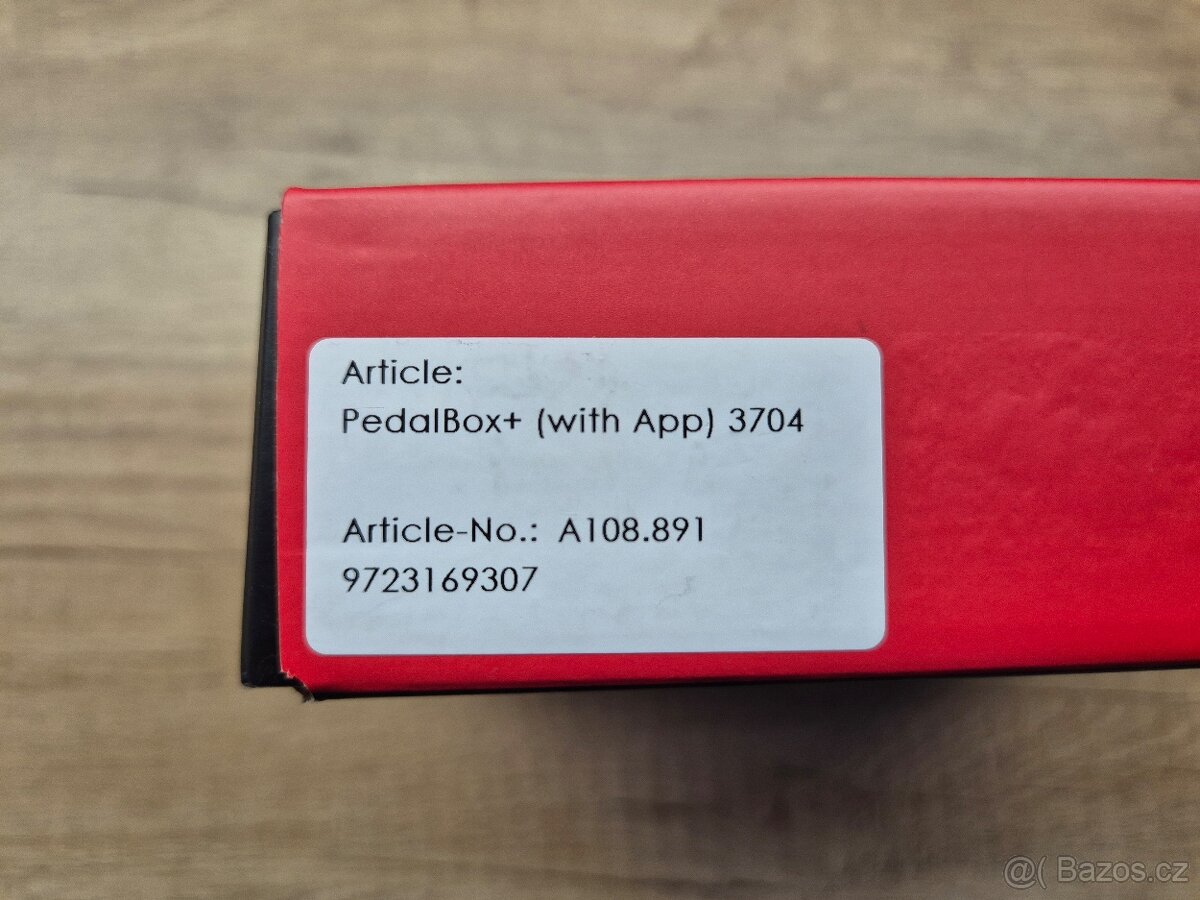 Article:
PedalBox+ (with App) 3704
Article-No.: A108.891
9723169307
@( Bazos.cz